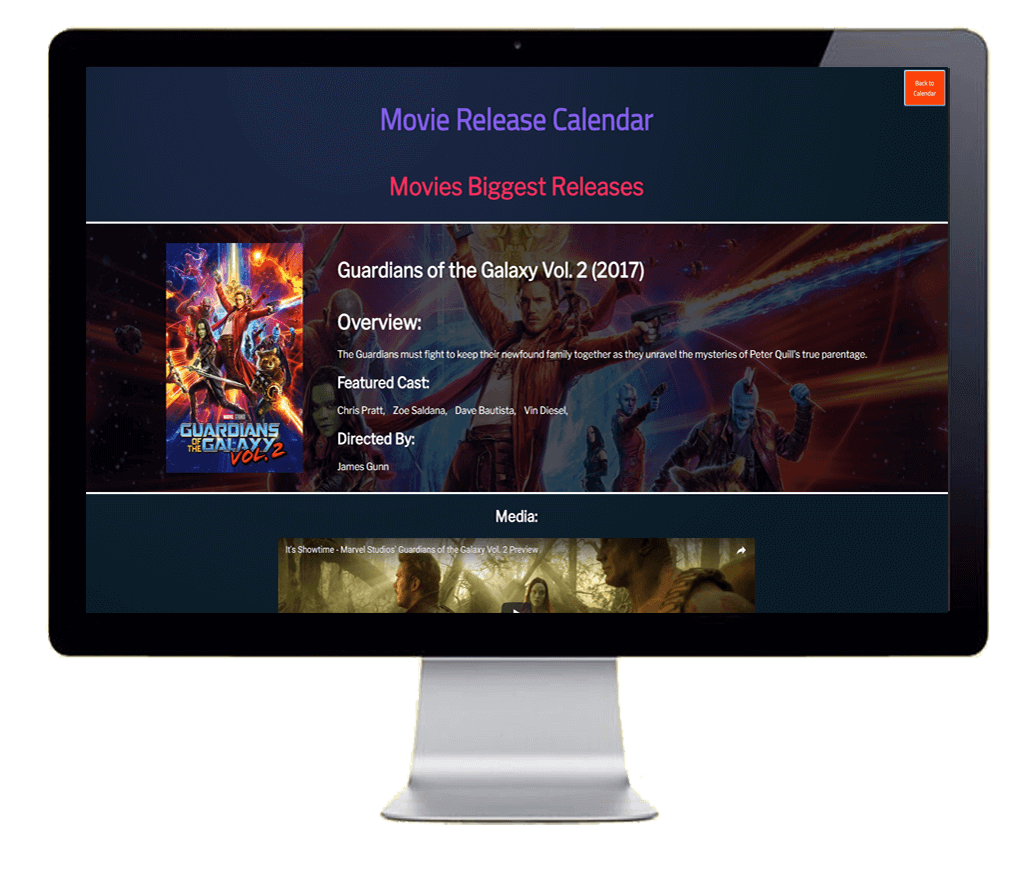 Back to
Calendar
Movie Release Calendar
Movies Biggest Releases
Guardians of the Galaxy Vol. 2 (2017)
Overview:
The Guardians must fight to keep their newfound family together as they unravel the mysteries of Peter Quill's true parentage.
Featured Cast:
Chris Pratt, Zoe Saldana, Dave Bautista, Vin Diesel,
Directed By:
James Gunn
MARVEL STUDIOS
GUARDIANS
OF THE GALAXY
VOL. 2
Media:
It's Showtime - Marvel Studios' Guardians of the Galaxy Vol. 2 Preview